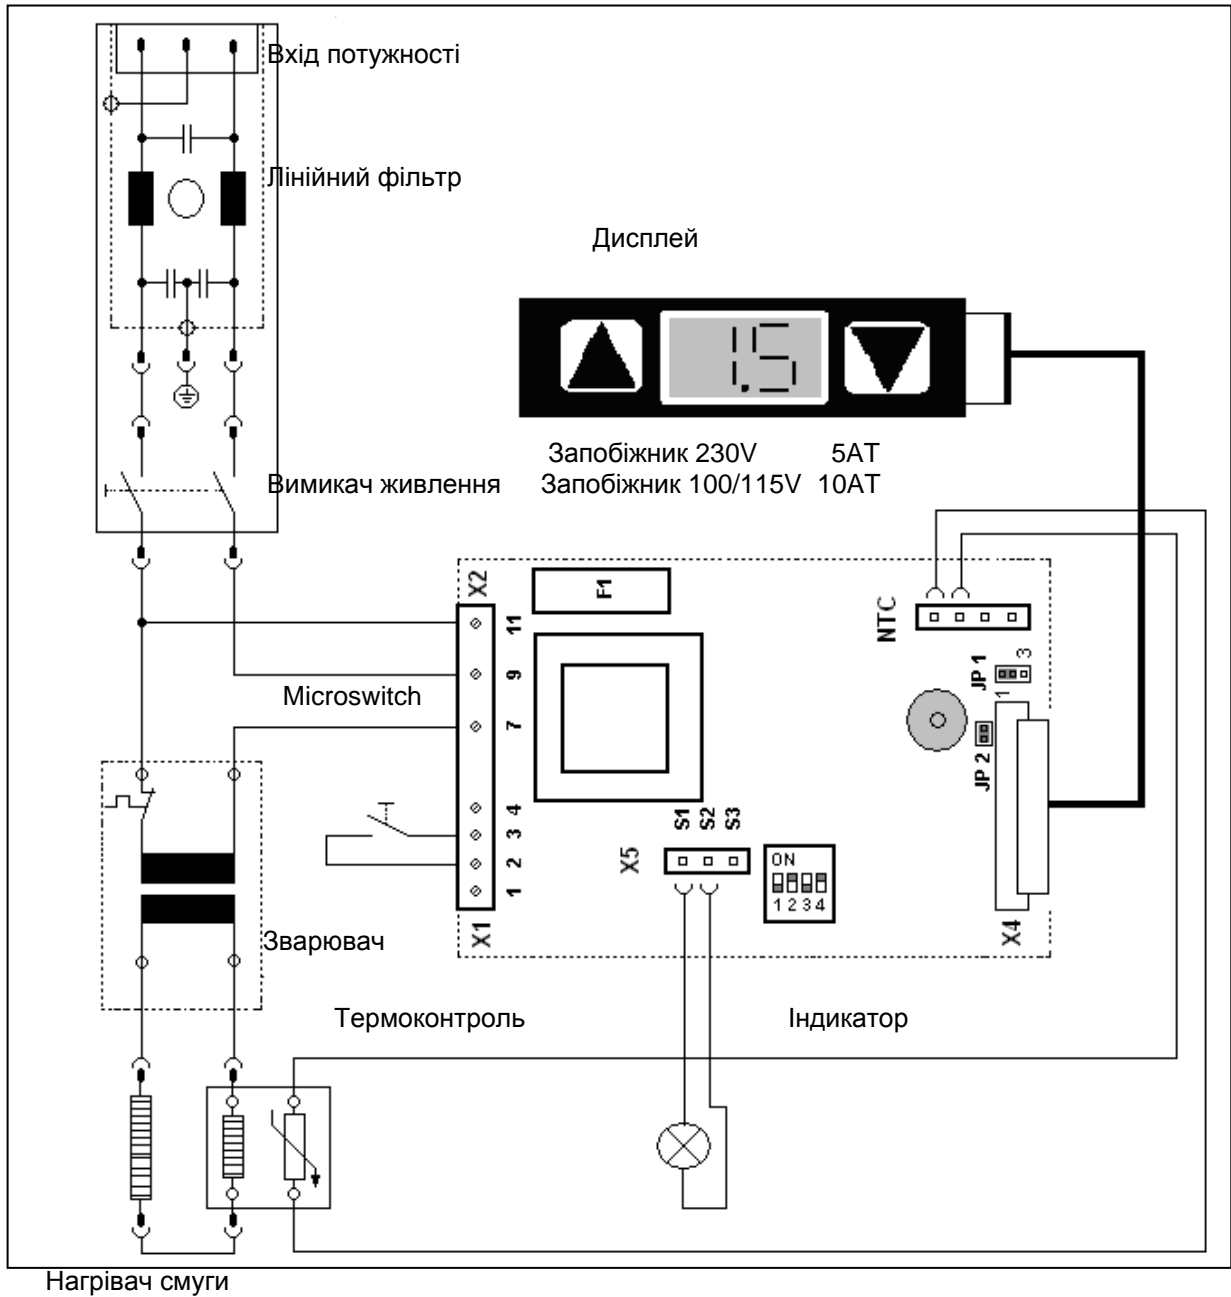 Вхід потужності
Лінійний фільтр
Дисплей
1.5
Запобіжник 230V 5AT
Вимикач живлення
Запобіжник 100/115V 10AT
X2
F1
NTC
11
9
7
4
3
2
1
JP 1
3
1
JP 2
Microswitch
S1
S2
S3
X5
ON
1 2 3 4
X1
X4
Зварювач
Термоконтроль
Індикатор
Нагрівач смуги